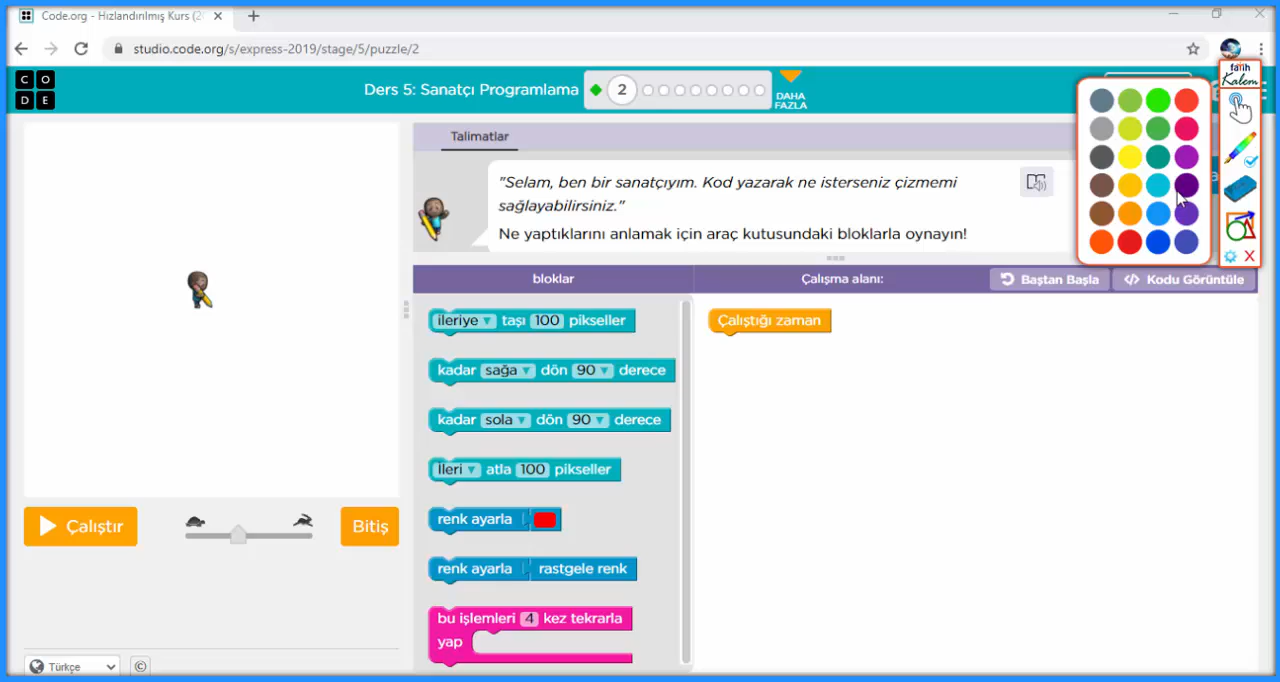 Code.org - Hızlandırılmış Kurs (20
studio.code.org/s/express-2019/stage/5/puzzle/2
C O
D E
Ders 5: Sanatçı Programlama
2
DAHA
FAZLA
fatih
Kalem
Talimatlar
"Selam, ben bir sanatçıyım. Kod yazarak ne isterseniz çizmemi
sağlayabilirsiniz."
Ne yaptıklarını anlamak için araç kutusundaki bloklarla oynayın!
bloklar
Çalışma alanı:
Baştan Başla
Kodu Görüntüle
ileriye taşı 100 pikseller
Çalıştığı zaman
kadar sağa dön 90 derece
kadar sola dön 90 derece
İleri atla 100 pikseller
renk ayarla
renk ayarla rastgele renk
bu işlemleri 4 kez tekrarla
yap
Çalıştır
Bitiş
Türkçe
©